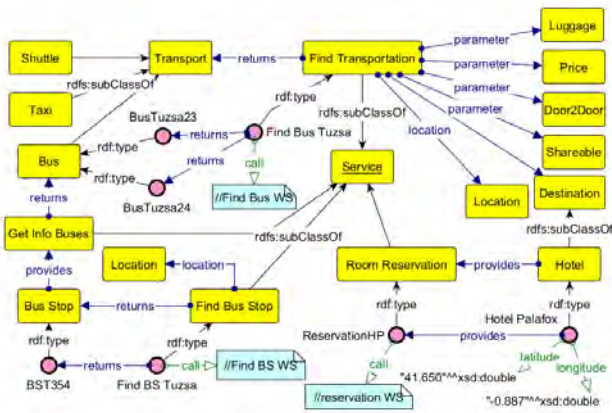 Luggage
parameter
Shuttle
Transport
returns
Find Transportation
parameter
Price
rdfs:subClassOf
parameter
Taxi
rdf:type
rdfs:subClassOf
parameter
Door2Door
BusTuzsa23
returns
Find Bus Tuzsa
location
Shareable
rdf:type
Bus
returns
call
Service
rdf:type
returns
BusTuzsa24
//Find Bus WS
Location
Destination
Get Info Buses
rdfs:subClassOf
rdfs:subClassOf
provides
Location
location
Room Reservation
provides
Hotel
Bus Stop
returns
Find Bus Stop
rdf:type
rdf:type
rdf:type
rdf:type
ReservationHP
provides
Hotel Palafox
returns
call
//Find BS WS
call
latitude
longitude
BST354
Find BS Tuzsa
//reservation WS
"41.650"^^xsd:double
"-0.887"^^xsd:double